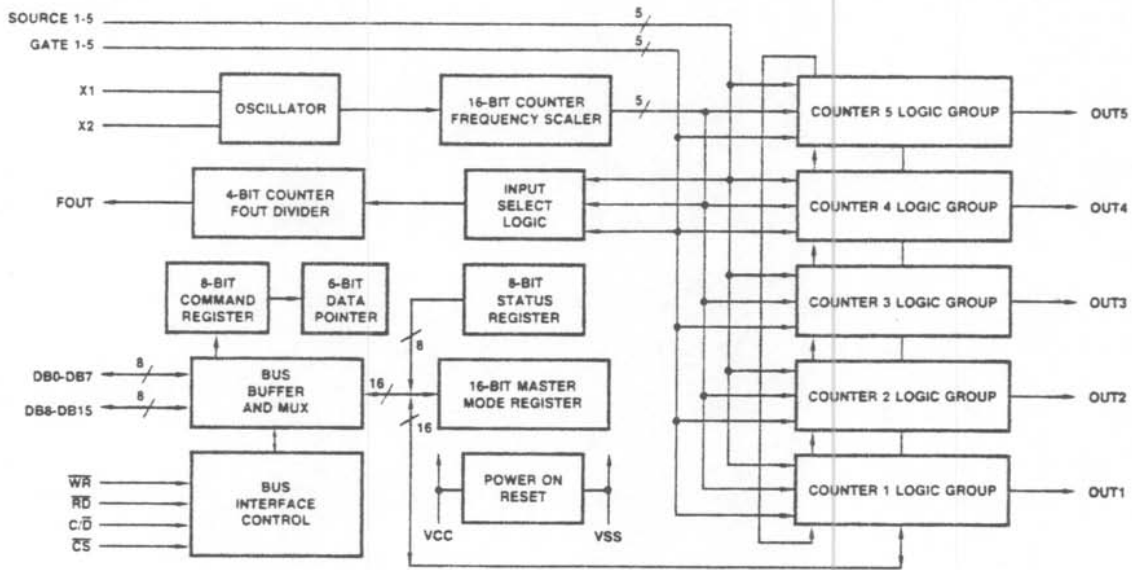 SOURCE 1-5
5
GATE 1-5
5
X1
X2
OSCILLATOR
16-BIT COUNTER
FREQUENCY SCALER
5
COUNTER 5 LOGIC GROUP
OUT5
FOUT
4-BIT COUNTER
FOUT DIVIDER
INPUT
SELECT
LOGIC
COUNTER 4 LOGIC GROUP
OUT4
8-BIT
COMMAND
REGISTER
6-BIT
DATA
POINTER
8-BIT
STATUS
REGISTER
COUNTER 3 LOGIC GROUP
OUT3
8
DB0-DB7
8
DB8-DB15
8
BUS
BUFFER
AND MUX
16
16-BIT MASTER
MODE REGISTER
16
COUNTER 2 LOGIC GROUP
OUT2
W̅R̅
R̅D̅
C/D̅
C̅S̅
BUS
INTERFACE
CONTROL
POWER ON
RESET
VCC
VSS
COUNTER 1 LOGIC GROUP
OUT1